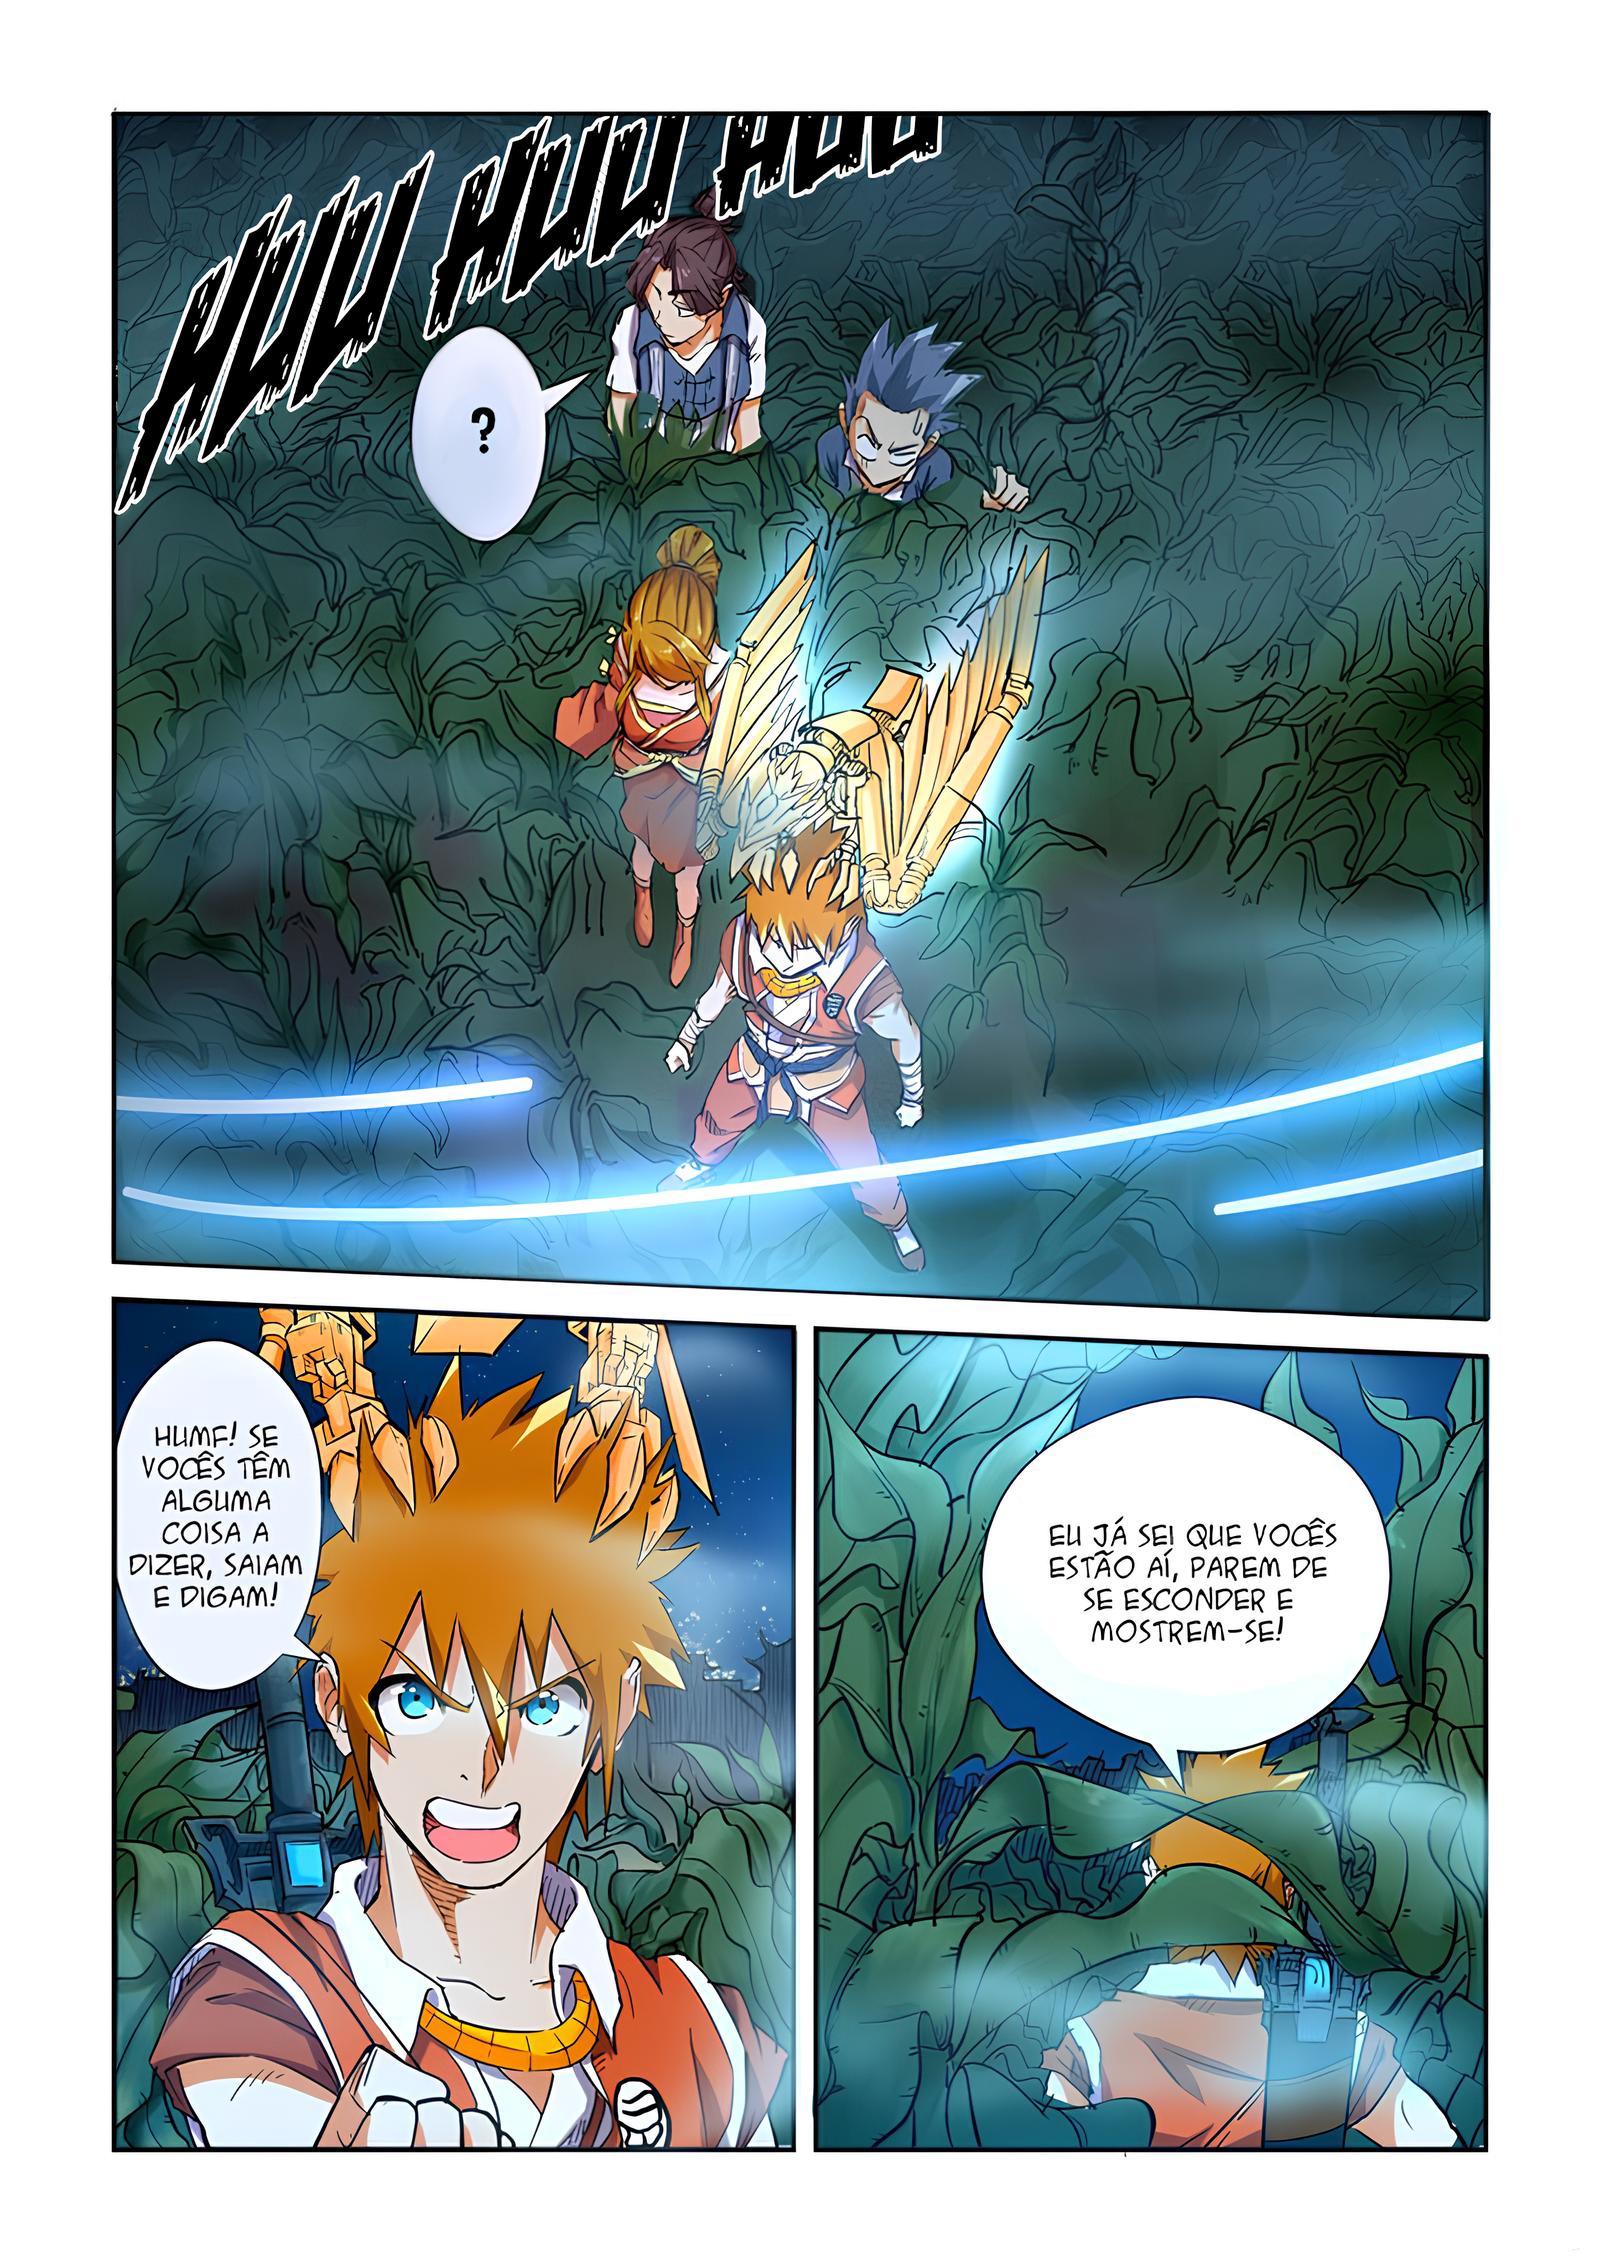 HUU HUU HUU
?
HUMF! SE
VOCÊS TÊM
ALGUMA
COISA A
DIZER, SAIAM
E DIGAM!
EU JÁ SEI QUE VOCÊS
ESTÃO AÍ, PAREM DE
SE ESCONDER E
MOSTREM-SE!